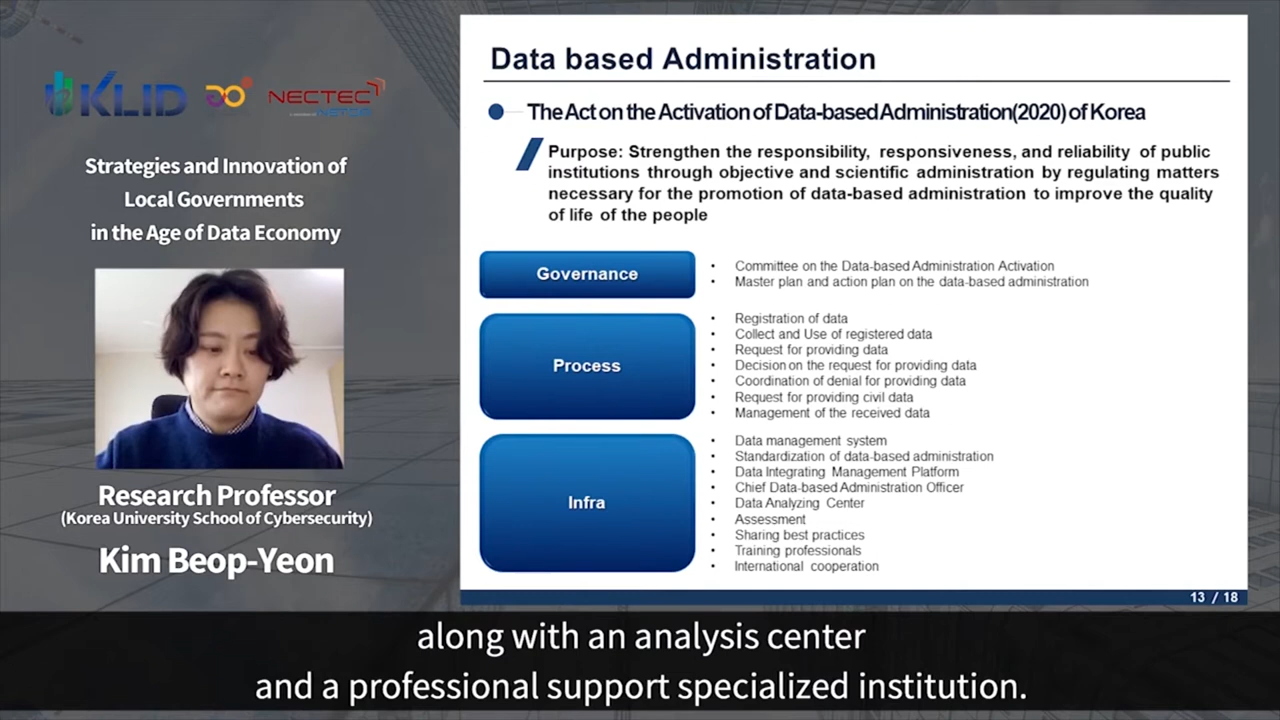 KLID
NECTEC
Strategies and Innovation of
Local Governments
in the Age of Data Economy
Research Professor
(Korea University School of Cybersecurity)
Kim Beop-Yeon
Data based Administration
The Act on the Activation of Data-based Administration(2020) of Korea
Purpose: Strengthen the responsibility, responsiveness, and reliability of public
institutions through objective and scientific administration by regulating matters
necessary for the promotion of data-based administration to improve the quality
of life of the people
Governance
• Committee on the Data-based Administration Activation
• Master plan and action plan on the data-based administration
Process
• Registration of data
• Collect and Use of registered data
• Request for providing data
• Decision on the request for providing data
• Coordination of denial for providing data
• Request for providing civil data
• Management of the received data
Infra
• Data management system
• Standardization of data-based administration
• Data Integrating Management Platform
• Chief Data-based Administration Officer
• Data Analyzing Center
• Assessment
• Sharing best practices
• Training professionals
• International cooperation
13 / 18
along with an analysis center
and a professional support specialized institution.